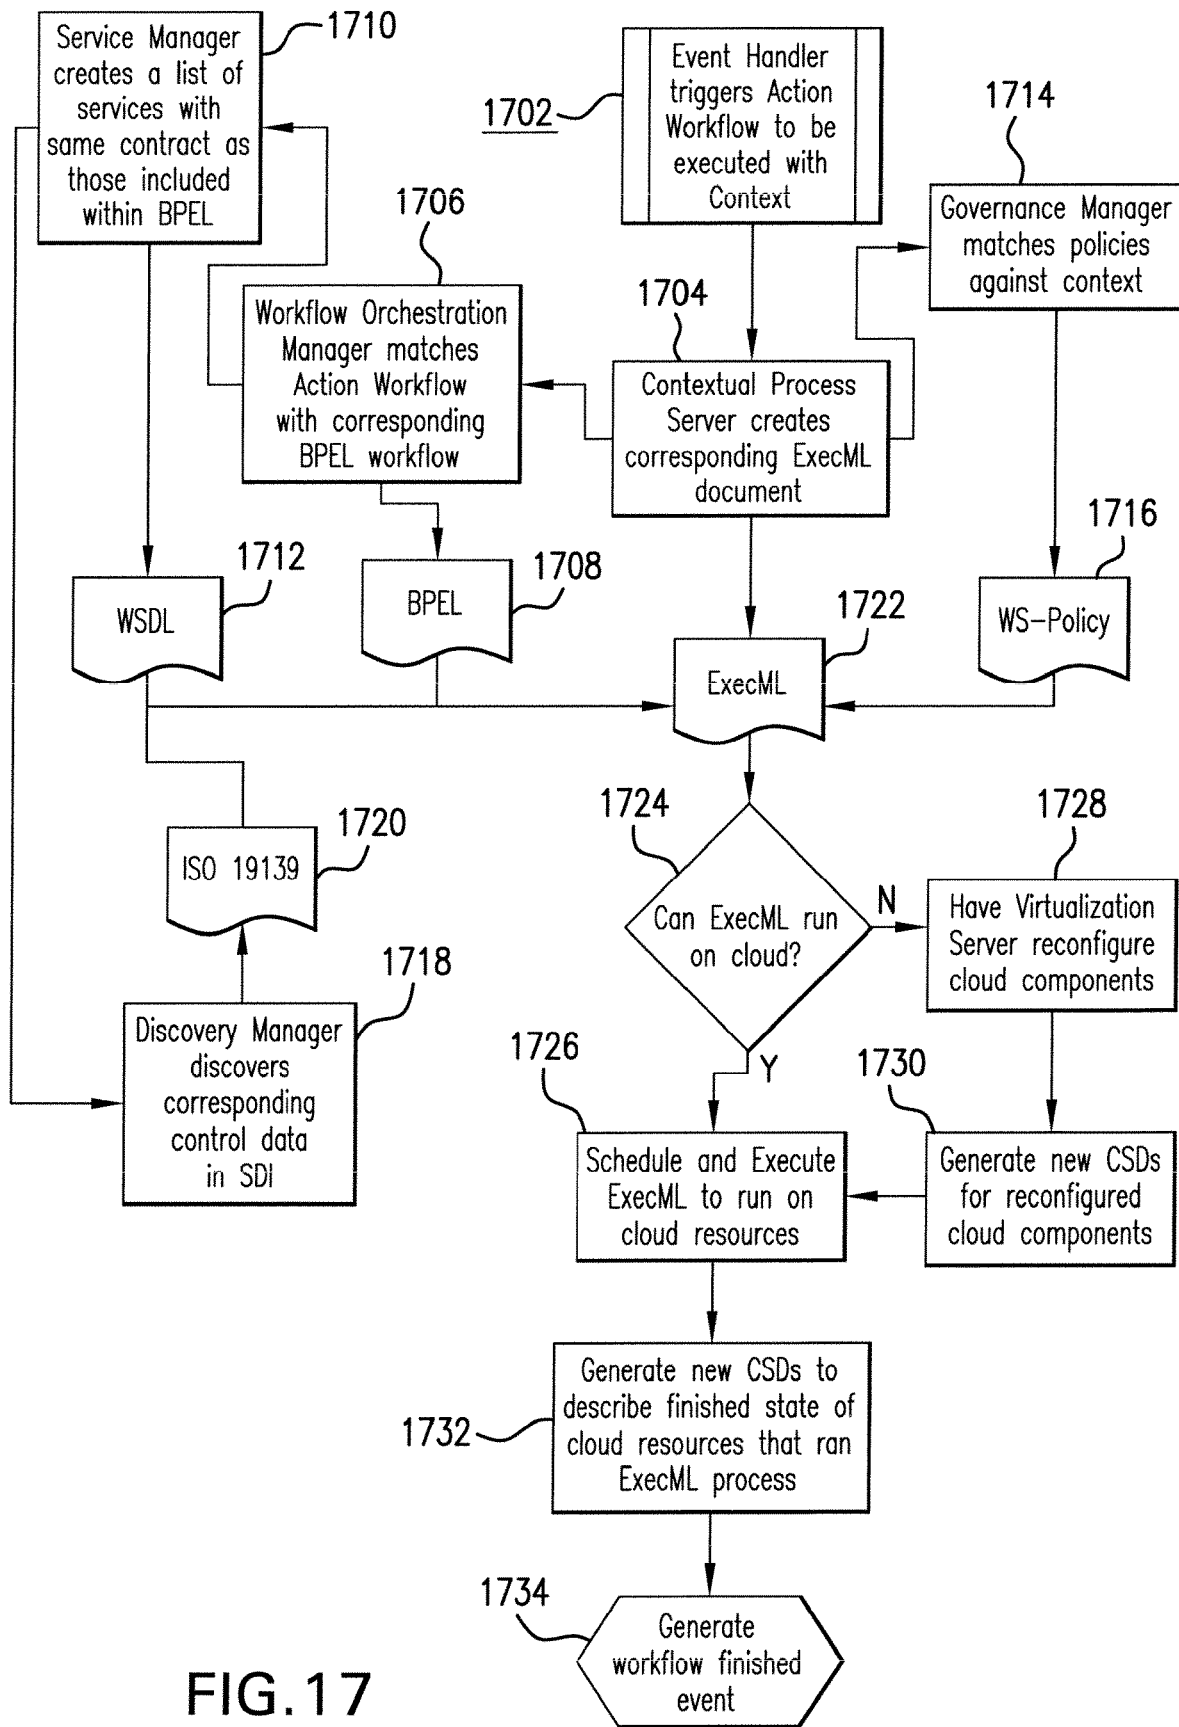 1710
Service Manager
creates a list of
services with
same contract as
those included
within BPEL
1702
Event Handler
triggers Action
Workflow to be
executed with
Context
1714
Governance Manager
matches policies
against context
1706
Workflow Orchestration
Manager matches
Action Workflow
with corresponding
BPEL workflow
1704
Contextual Process
Server creates
corresponding ExecML
document
1712
WSDL
1708
BPEL
1722
ExecML
1716
WS-Policy
1720
ISO 19139
1718
Discovery Manager
discovers
corresponding
control data
in SDI
1724
Can ExecML run
on cloud?
N
Y
1728
Have Virtualization
Server reconfigure
cloud components
1726
Schedule and Execute
ExecML to run on
cloud resources
1730
Generate new CSDs
for reconfigured
cloud components
1732
Generate new CSDs to
describe finished state of
cloud resources that ran
ExecML process
1734
Generate
workflow finished
event
FIG.17